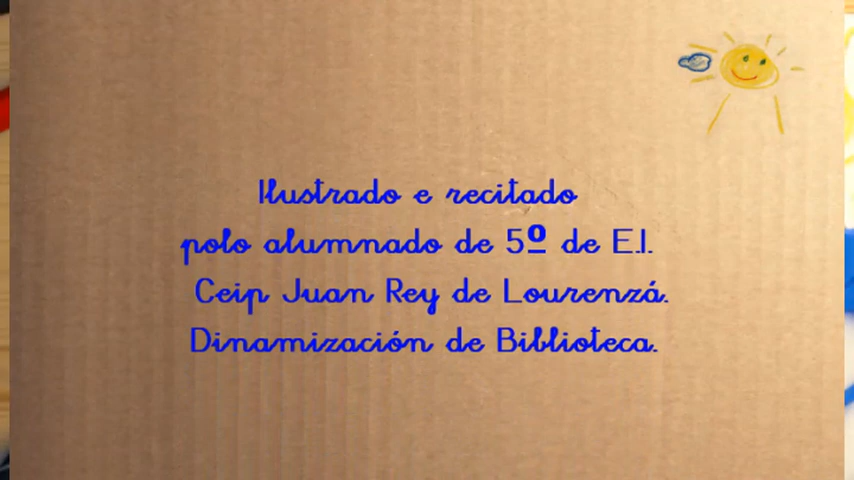 Ilustrado e recitado
polo alumnado de 5º de E.I.
Ceip Juan Rey de Lourenzá.
Dinamización de Biblioteca.